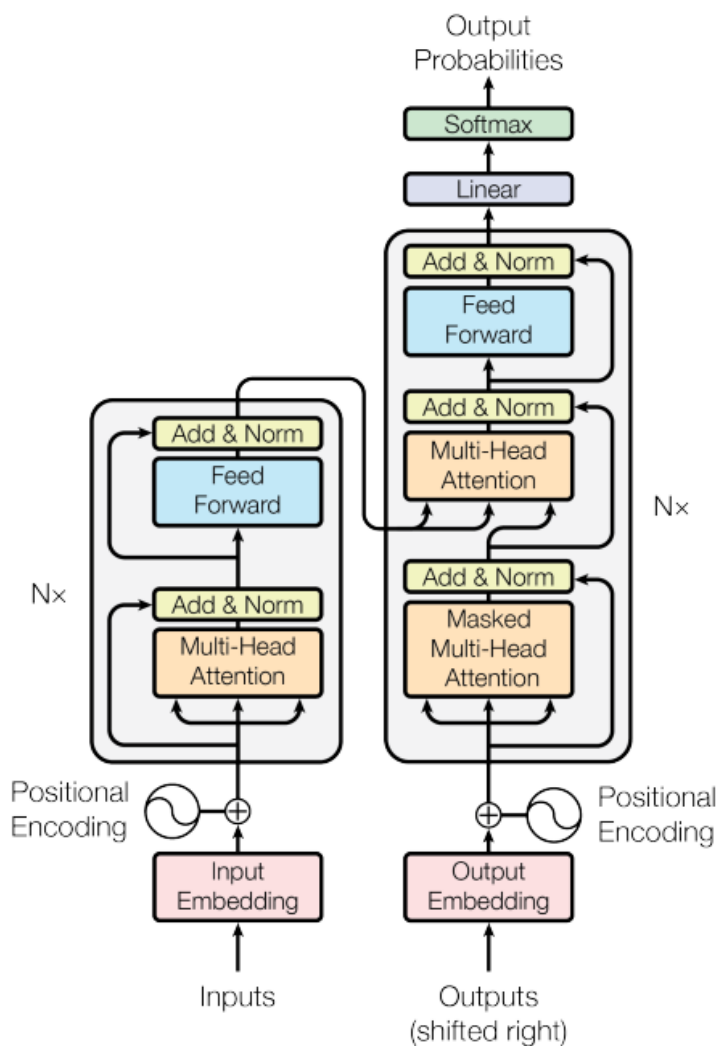 Output
Probabilities
Softmax
Linear
Add & Norm
Feed
Forward
Add & Norm
Multi-Head
Attention
Nx
Add & Norm
Masked
Multi-Head
Attention
Add & Norm
Feed
Forward
Nx
Add & Norm
Multi-Head
Attention
Positional
Encoding
Positional
Encoding
Input
Embedding
Output
Embedding
Inputs
Outputs
(shifted right)